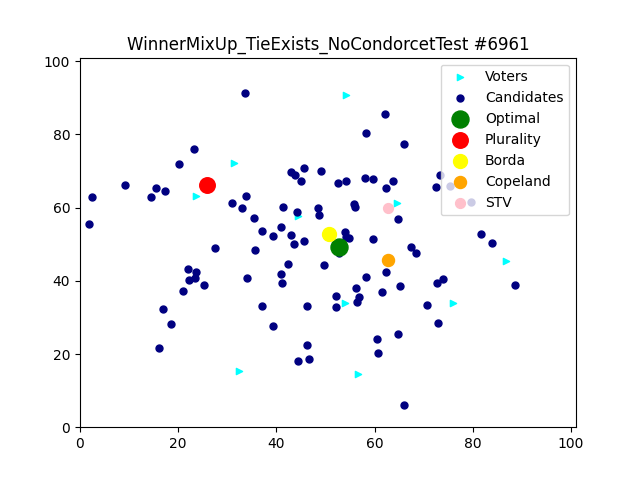 WinnerMixUp_TieExists_NoCondorcetTest #6961
Voters
Candidates
Optimal
Plurality
Borda
Copeland
STV
100
80
60
40
20
0
0 20 40 60 80 100